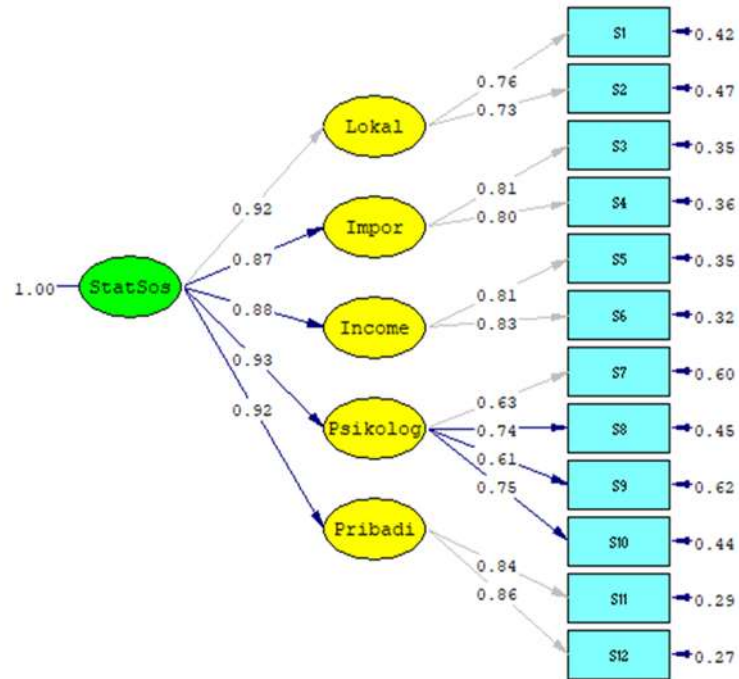 S1
0.42
0.76
S2
0.47
0.73
Lokal
S3
0.35
0.81
S4
0.36
0.80
0.92
Impor
S5
0.35
0.87
0.81
1.00
StatSos
0.88
Income
0.83
S6
0.32
0.93
S7
0.60
0.63
0.92
Psikolog
0.74
S8
0.45
0.61
S9
0.62
0.75
Pribadi
S10
0.44
0.84
S11
0.29
0.86
S12
0.27